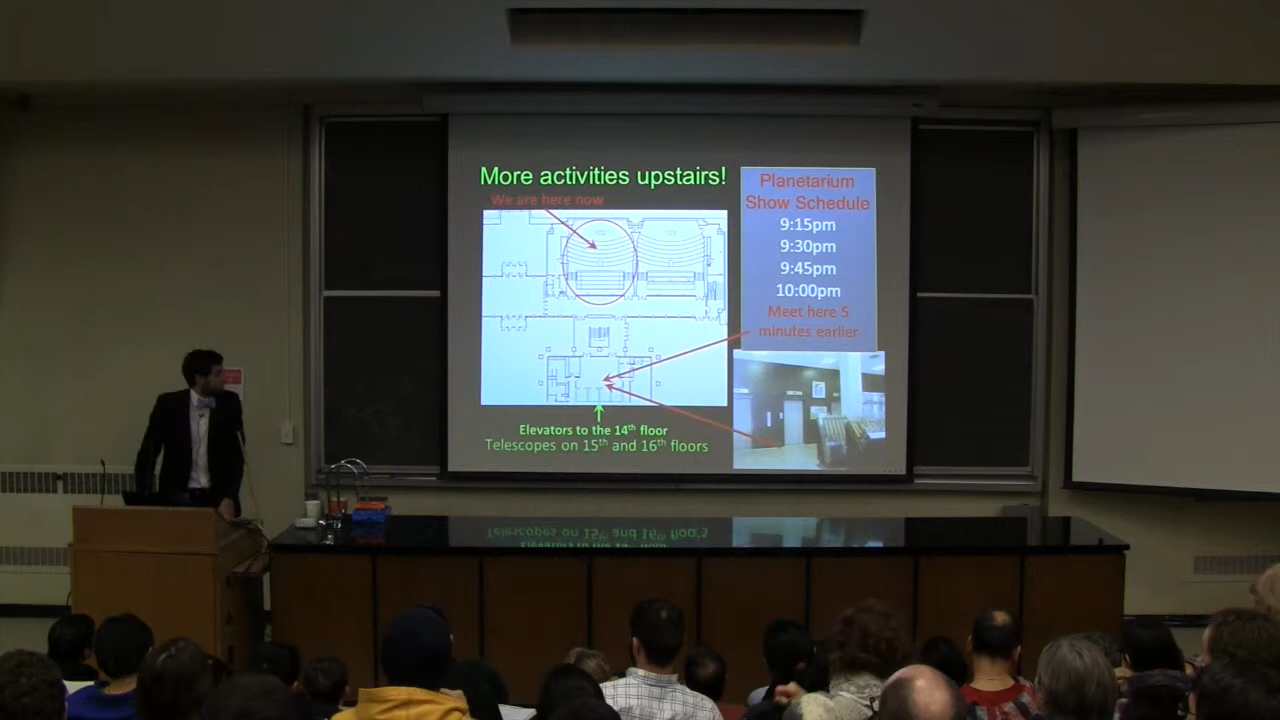 More activities upstairs!
We are here now
Elevators to the 14th floor
Telescopes on 15th and 16th floors
Planetarium
Show Schedule
9:15pm
9:30pm
9:45pm
10:00pm
Meet here 5
minutes earlier